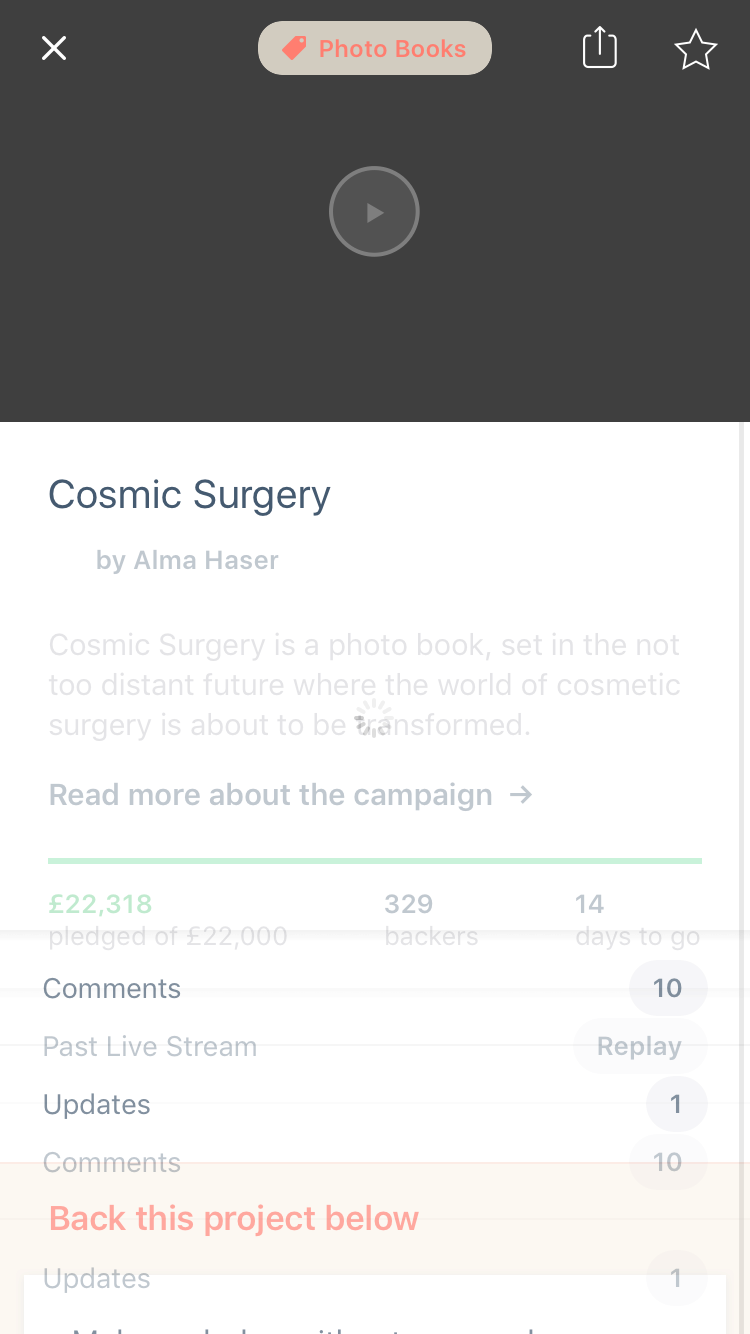 Photo Books
Cosmic Surgery
by Alma Haser
Cosmic Surgery is a photo book, set in the not
too distant future where the world of cosmetic
surgery is about to be transformed.
Read more about the campaign →
£22,318 329 14
pledged of £22,000 backers days to go
Comments 10
Past Live Stream Replay
Updates 1
Comments 10
Back this project below
Updates 1